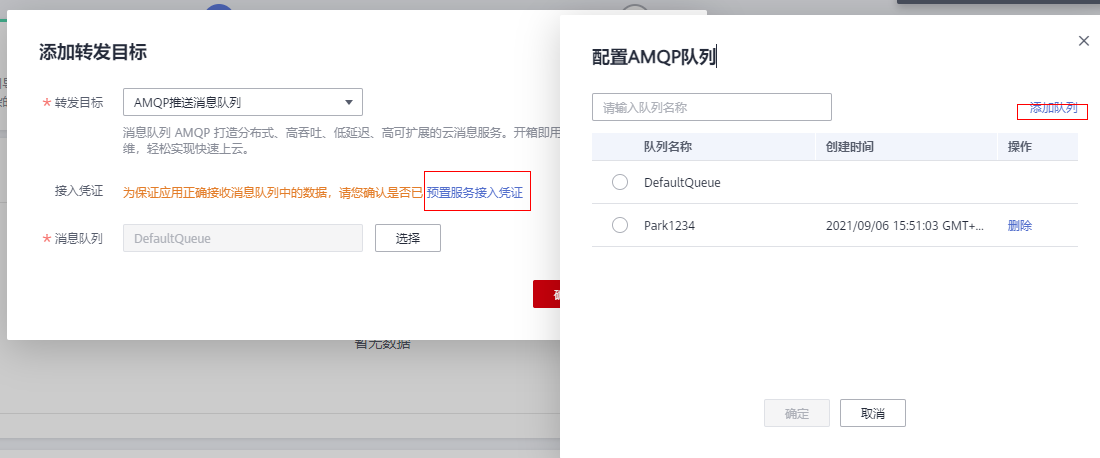 添加转发目标
转发目标
AMQP推送消息队列
消息队列 AMQP 打造分布式、高吞吐、低延迟、高可扩展的云消息服务。开箱即用
维，轻松实现快速上云。
接入凭证
为保证应用正确接收消息队列中的数据，请您确认是否已 预置服务接入凭证
* 消息队列
DefaultQueue
选择
暂无数据
配置AMQP队列
请输入队列名称
添加队列
队列名称 创建时间 操作
DefaultQueue
Park1234 2021/09/06 15:51:03 GMT+... 删除
确定
取消